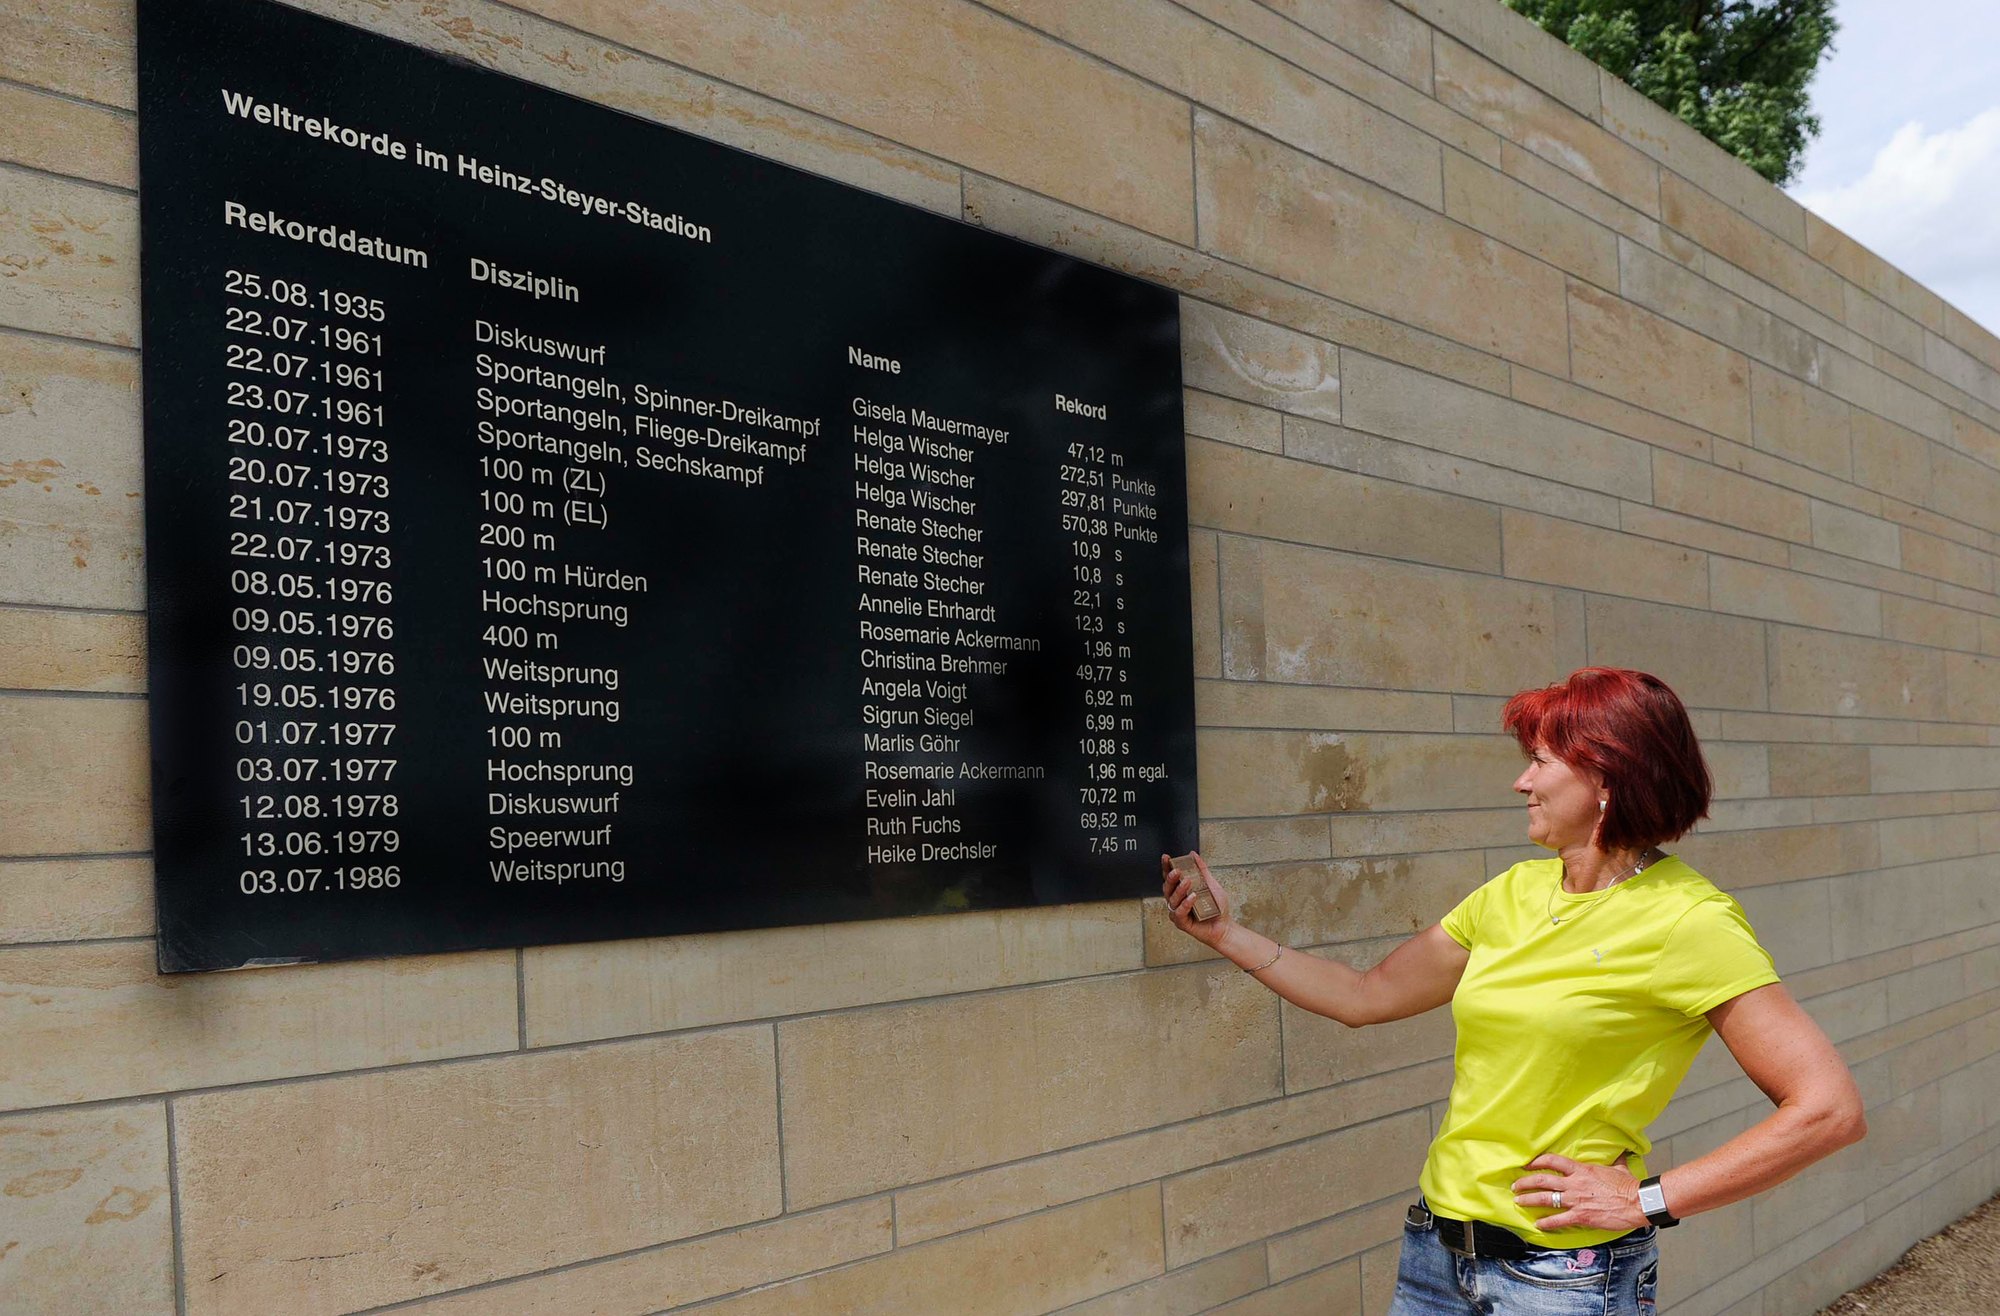 Weltrekorde im Heinz-Steyer-Stadion
Rekorddatum Disziplin Name Rekord
25.08.1935 Diskuswurf Gisela Mauermayer 47,12 m
22.07.1961 Sportangeln, Spinner-Dreikampf Helga Wischer 272,51 Punkte
22.07.1961 Sportangeln, Fliege-Dreikampf Helga Wischer 297,81 Punkte
23.07.1961 Sportangeln, Sechskampf Helga Wischer 570,38 Punkte
20.07.1973 100 m (ZL) Renate Stecher 10,9 s
20.07.1973 100 m (EL) Renate Stecher 10,8 s
21.07.1973 200 m Renate Stecher 22,1 s
22.07.1973 100 m Hürden Annelie Ehrhardt 12,3 s
08.05.1976 Hochsprung Rosemarie Ackermann 1,96 m
09.05.1976 400 m Christina Brehmer 49,77 s
09.05.1976 Weitsprung Angela Voigt 6,92 m
19.05.1976 Weitsprung Sigrun Siegel 6,99 m
01.07.1977 100 m Marlis Göhr 10,88 s
03.07.1977 Hochsprung Rosemarie Ackermann 1,96 m egal.
12.08.1978 Diskuswurf Evelin Jahl 70,72 m
13.06.1979 Speerwurf Ruth Fuchs 69,52 m
03.07.1986 Weitsprung Heike Drechsler 7,45 m